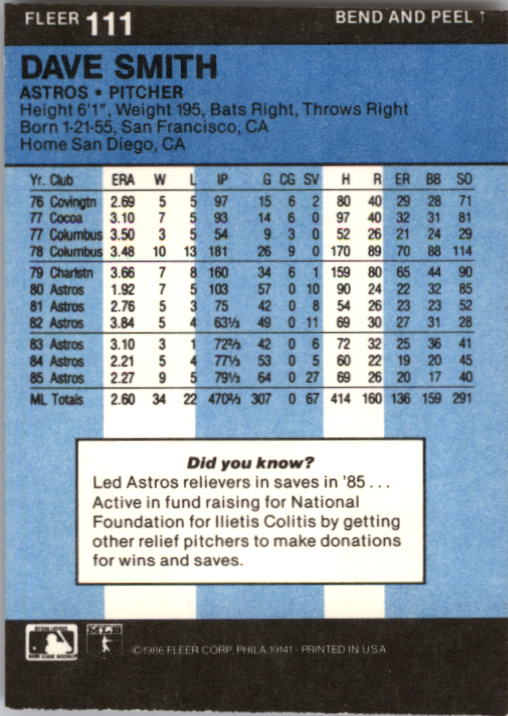 FLEER 111 BEND AND PEEL ↑
DAVE SMITH
ASTROS • PITCHER
Height 6'1", Weight 195, Bats Right, Throws Right
Born 1-21-55, San Francisco, CA
Home San Diego, CA
Yr. Club ERA W L IP G CG SV H R ER BB SO
76 Covingtn 2.69 5 5 97 15 6 2 80 40 29 28 71
77 Cocoa 3.10 7 5 93 14 6 0 97 40 32 31 81
77 Columbus 3.50 3 5 54 9 3 0 52 26 21 24 29
78 Columbus 3.48 10 13 181 26 9 0 170 89 70 88 114
79 Charlstn 3.66 7 8 160 34 6 1 159 80 65 44 90
80 Astros 1.92 7 5 103 57 0 10 90 24 22 32 85
81 Astros 2.76 5 3 75 42 0 8 54 26 23 23 52
82 Astros 3.84 5 4 63⅓ 49 0 11 69 30 27 31 28
83 Astros 3.10 3 1 72⅔ 42 0 6 72 32 25 36 41
84 Astros 2.21 5 4 77⅓ 53 0 5 60 22 19 20 45
85 Astros 2.27 9 5 79⅓ 64 0 27 69 26 20 17 40
ML Totals 2.60 34 22 470⅔ 307 0 67 414 160 136 159 291
Did you know?
Led Astros relievers in saves in '85 . . .
Active in fund raising for National
Foundation for Ilietis Colitis by getting
other relief pitchers to make donations
for wins and saves.
©1986 FLEER CORP. PHILA. 19141 - PRINTED IN U.S.A.